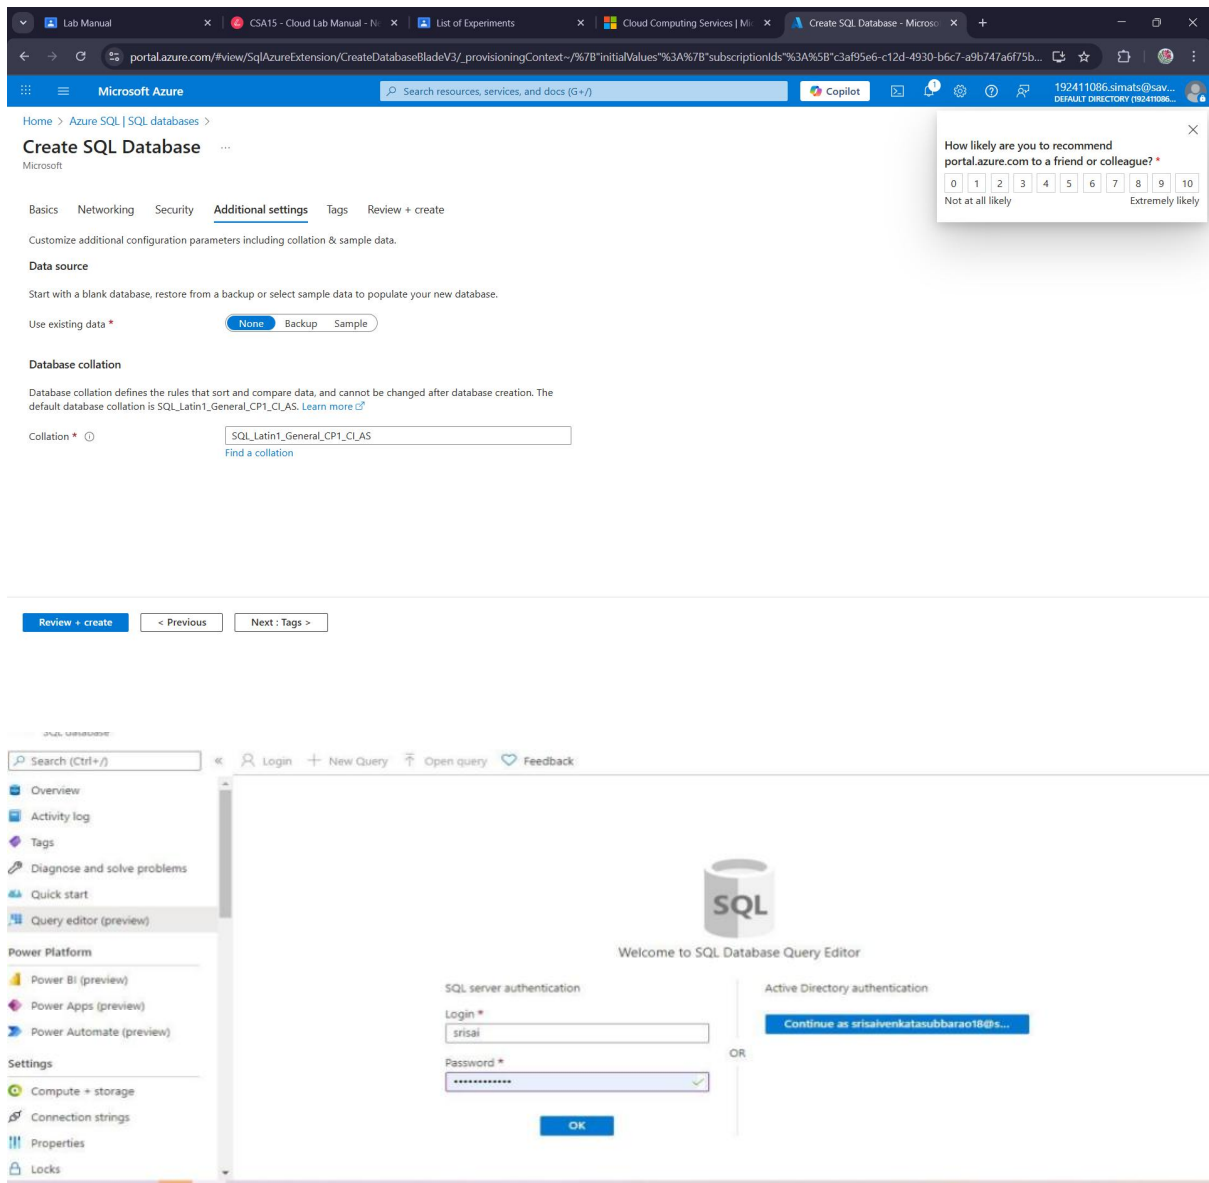 Lab Manual
CSA15 - Cloud Lab Manual - Ne
List of Experiments
Cloud Computing Services | Mic
Create SQL Database - Microso
portal.azure.com/#view/SqlAzureExtension/CreateDatabaseBladeV3/_provisioningContext~/%7B"initialValues"%3A%7B"subscriptionIds"%3A%5B"c3af95e6-c12d-4930-b6c7-a9b747a6f75b...
Microsoft Azure
Search resources, services, and docs (G+/)
Copilot
1
192411086.simats@sav...
DEFAULT DIRECTORY (192411086...
Home > Azure SQL | SQL databases >
Create SQL Database ...
Microsoft
How likely are you to recommend
portal.azure.com to a friend or colleague? *
0 1 2 3 4 5 6 7 8 9 10
Not at all likely Extremely likely
Basics Networking Security Additional settings Tags Review + create
Customize additional configuration parameters including collation & sample data.
Data source
Start with a blank database, restore from a backup or select sample data to populate your new database.
Use existing data * None Backup Sample
Database collation
Database collation defines the rules that sort and compare data, and cannot be changed after database creation. The
default database collation is SQL_Latin1_General_CP1_CI_AS. Learn more
Collation * SQL_Latin1_General_CP1_CI_AS
Find a collation
Review + create < Previous Next : Tags >
SQL database
Search (Ctrl+/) « Login New Query Open query Feedback
Overview
Activity log
Tags
Diagnose and solve problems
Quick start
Query editor (preview)
Power Platform
Power BI (preview)
Power Apps (preview)
Power Automate (preview)
Settings
Compute + storage
Connection strings
Properties
Locks
SQL
Welcome to SQL Database Query Editor
SQL server authentication
Login *
srisai
Password *
••••••••••••
OK
OR
Active Directory authentication
Continue as srisaivenkatasubbarao18@s...